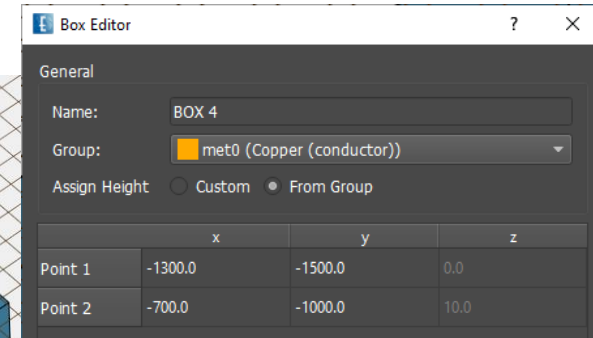 Box Editor ? ×
General
Name: BOX 4
Group: met0 (Copper (conductor))
Assign Height Custom From Group
x y z
Point 1 -1300.0 -1500.0 0.0
Point 2 -700.0 -1000.0 10.0